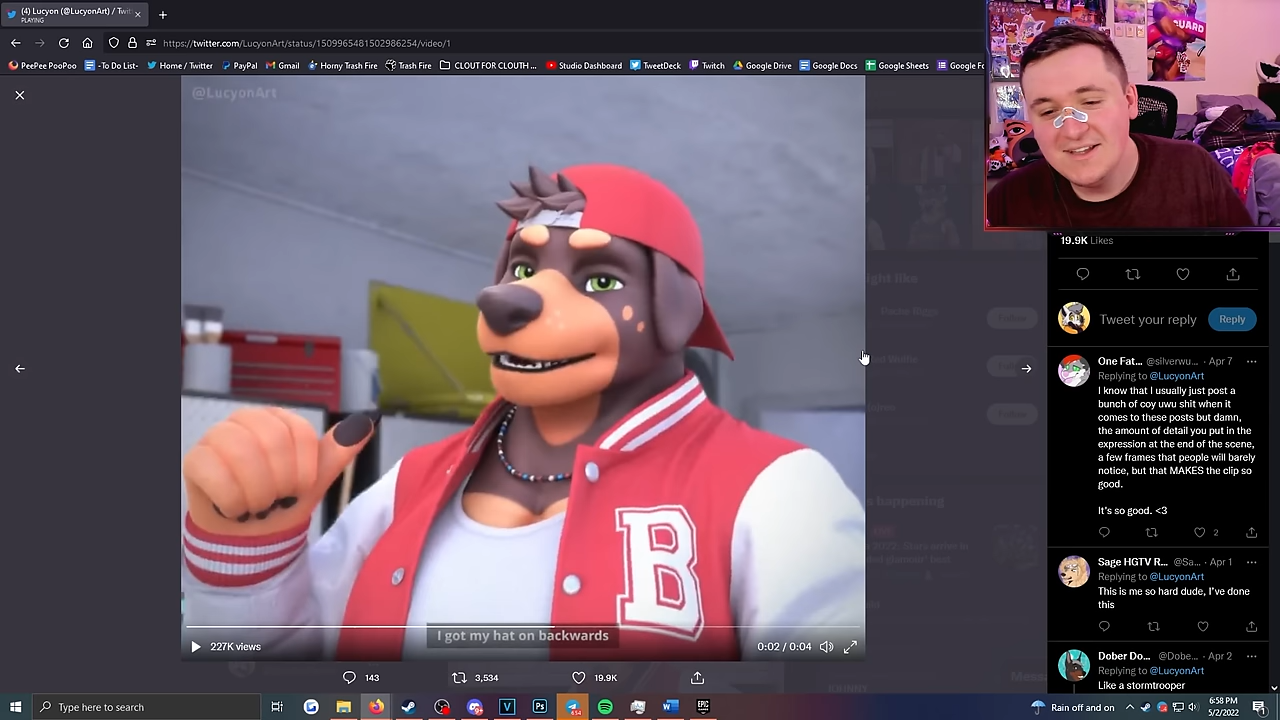 (4) Lucyon (@LucyonArt) / Twit
PLAYING
https://twitter.com/LucyonArt/status/1509965481502986254/video/1
PeePee PooPoo
-To Do List-
Home / Twitter
PayPal
Gmail
Horny Trash Fire
Trash Fire
CLOUT FOR CLOUTH ...
Studio Dashboard
TweetDeck
Twitch
Google Drive
Google Docs
Google Sheets
Google Fo
@LucyonArt
GUARD
B
I got my hat on backwards
227K views
0:02 / 0:04
143
3,534
19.9K
19.9K Likes
Tweet your reply
Reply
One Fat... @silverwu... · Apr 7
Replying to @LucyonArt
I know that I usually just post a
bunch of coy uwu shit when it
comes to these posts but damn,
the amount of detail you put in the
expression at the end of the scene,
a few frames that people will barely
notice, but that MAKES the clip so
good.
It's so good. <3
2
Sage HGTV R... @Sa... · Apr 1
Replying to @LucyonArt
This is me so hard dude, I've done
this
Dober Do... @Dobe... · Apr 2
Replying to @LucyonArt
Like a stormtrooper
Type here to search
Rain off and on
6:58 PM
5/2/2022